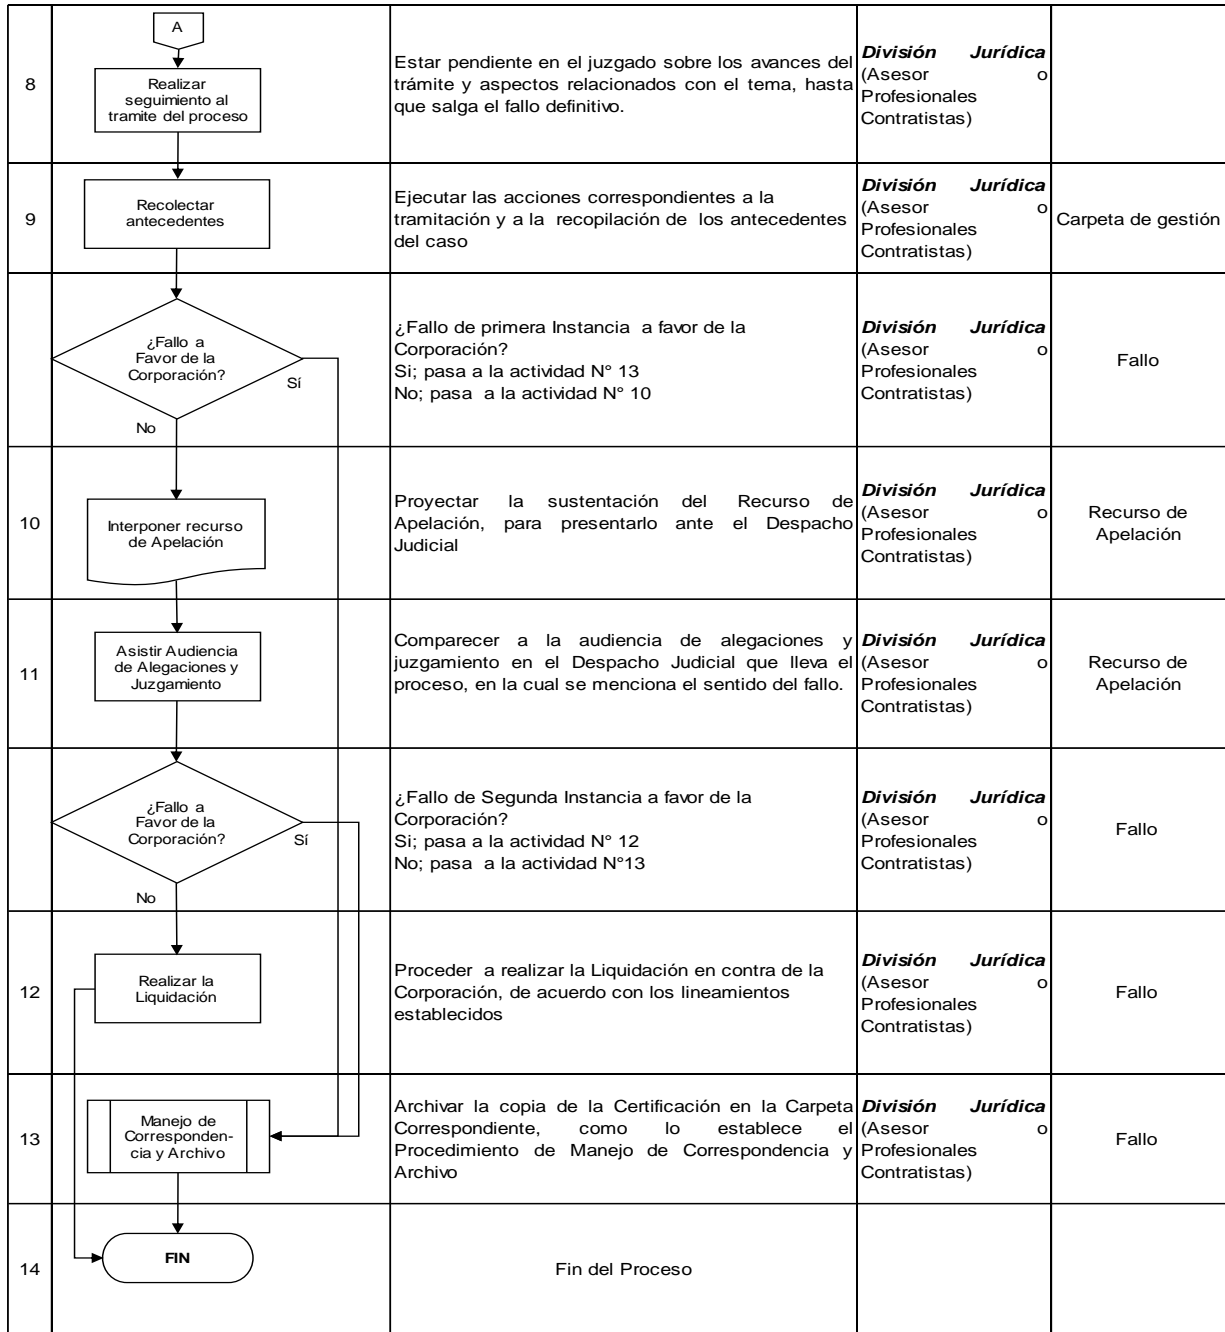 A
8
Realizar
seguimiento al
tramite del proceso
Estar pendiente en el juzgado sobre los avances del
trámite y aspectos relacionados con el tema, hasta
que salga el fallo definitivo.
División Jurídica
(Asesor o
Profesionales
Contratistas)
9
Recolectar
antecedentes
Ejecutar las acciones correspondientes a la
tramitación y a la recopilación de los antecedentes
del caso
División Jurídica
(Asesor o
Profesionales
Contratistas)
Carpeta de gestión
¿Fallo a
Favor de la
Corporación?
Sí
No
¿Fallo de primera Instancia a favor de la
Corporación?
Si; pasa a la actividad N° 13
No; pasa a la actividad N° 10
División Jurídica
(Asesor o
Profesionales
Contratistas)
Fallo
10
Interponer recurso
de Apelación
Proyectar la sustentación del Recurso de
Apelación, para presentarlo ante el Despacho
Judicial
División Jurídica
(Asesor o
Profesionales
Contratistas)
Recurso de
Apelación
11
Asistir Audiencia
de Alegaciones y
Juzgamiento
Comparecer a la audiencia de alegaciones y
juzgamiento en el Despacho Judicial que lleva el
proceso, en la cual se menciona el sentido del fallo.
División Jurídica
(Asesor o
Profesionales
Contratistas)
Recurso de
Apelación
¿Fallo a
Favor de la
Corporación?
Sí
No
¿Fallo de Segunda Instancia a favor de la
Corporación?
Si; pasa a la actividad N° 12
No; pasa a la actividad N°13
División Jurídica
(Asesor o
Profesionales
Contratistas)
Fallo
12
Realizar la
Liquidación
Proceder a realizar la Liquidación en contra de la
Corporación, de acuerdo con los lineamientos
establecidos
División Jurídica
(Asesor o
Profesionales
Contratistas)
Fallo
13
Manejo de
Corresponden-
cia y Archivo
Archivar la copia de la Certificación en la Carpeta
Correspondiente, como lo establece el
Procedimiento de Manejo de Correspondencia y
Archivo
División Jurídica
(Asesor o
Profesionales
Contratistas)
Fallo
14
FIN
Fin del Proceso